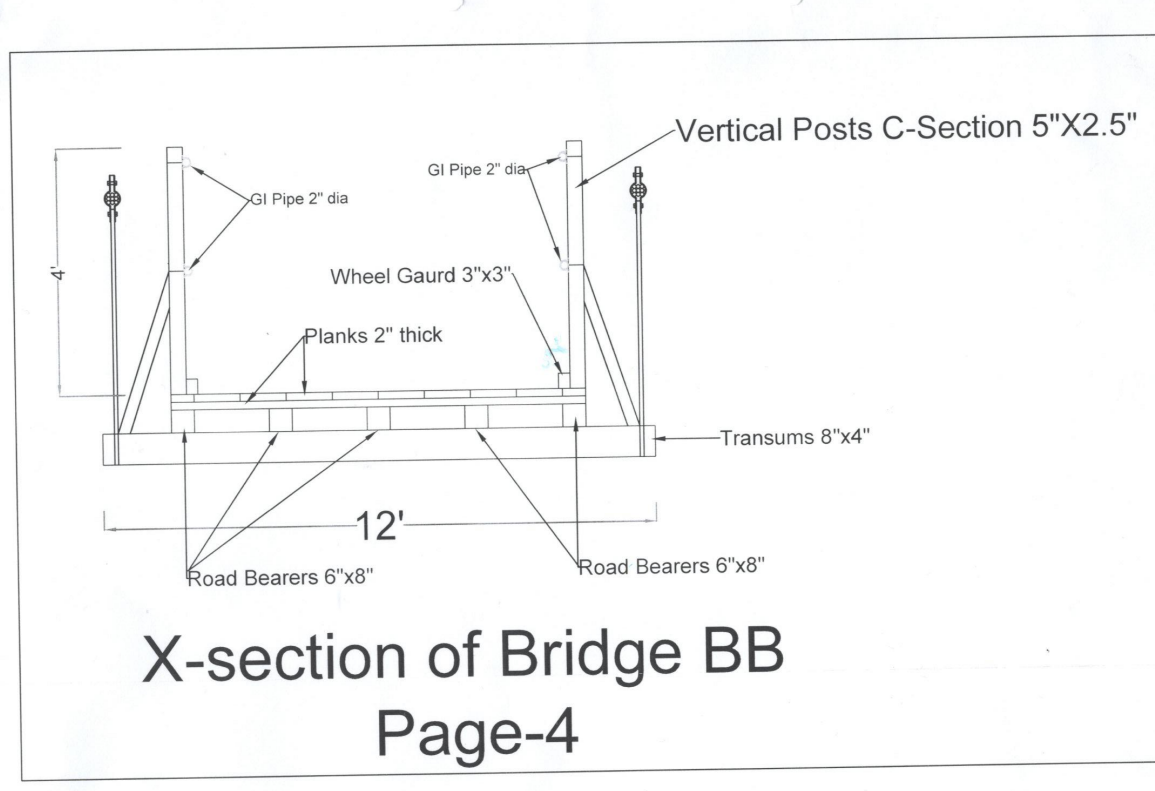 Vertical Posts C-Section 5"X2.5"
GI Pipe 2" dia
GI Pipe 2" dia
4'
Wheel Gaurd 3"x3"
Planks 2" thick
Transums 8"x4"
12'
Road Bearers 6"x8"
Road Bearers 6"x8"
X-section of Bridge BB
Page-4